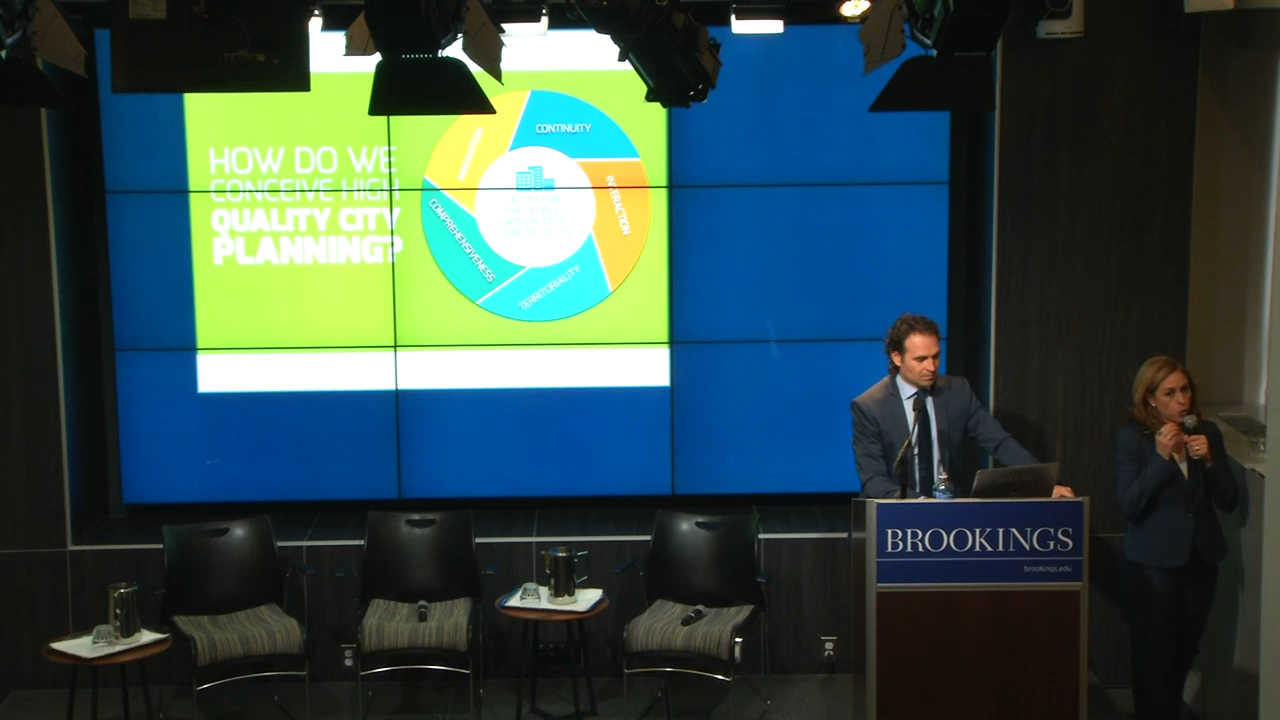 HOW DO WE
CONCEIVE HIGH
QUALITY CITY
PLANNING?
CONTINUITY
INTERACTION
TERRITORIALITY
COMPREHENSIVENESS
BROOKINGS
brookings.edu